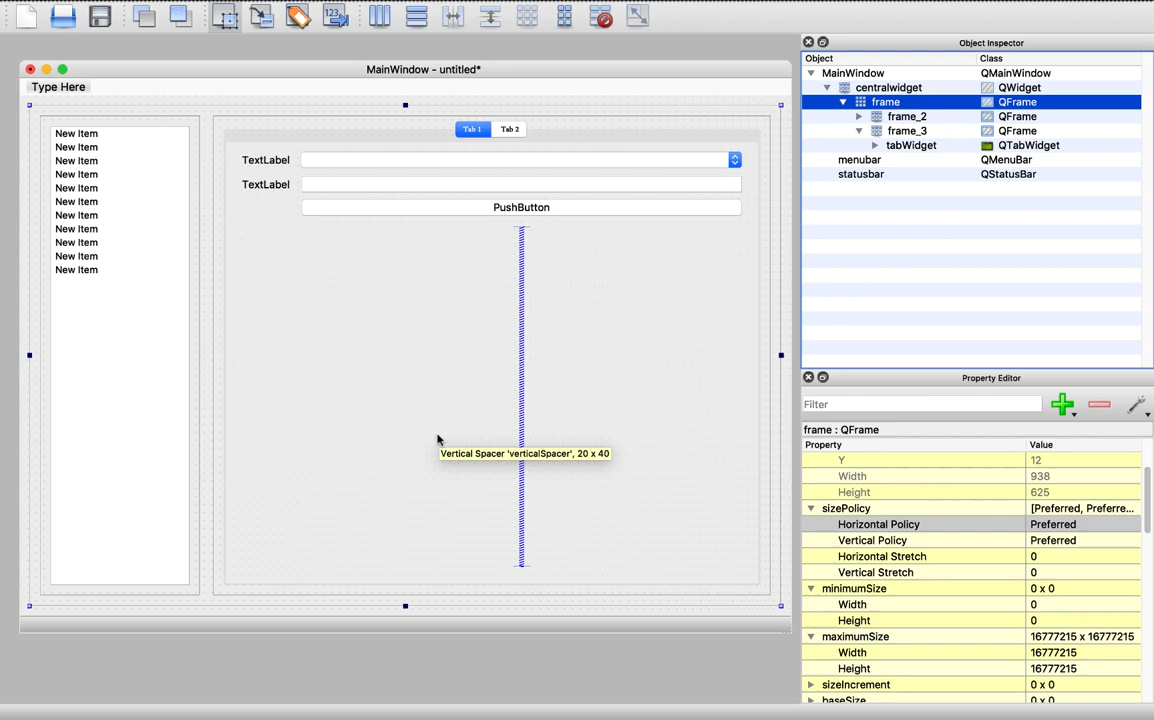 123
MainWindow - untitled*
Type Here
New Item
New Item
New Item
New Item
New Item
New Item
New Item
New Item
New Item
New Item
New Item
Tab 1 Tab 2
TextLabel
TextLabel
PushButton
Vertical Spacer 'verticalSpacer', 20 x 40
Object Inspector
Object Class
MainWindow QMainWindow
centralwidget QWidget
frame QFrame
frame_2 QFrame
frame_3 QFrame
tabWidget QTabWidget
menubar QMenuBar
statusbar QStatusBar
Property Editor
Filter
frame : QFrame
Property Value
Y 12
Width 938
Height 625
sizePolicy [Preferred, Preferre...
Horizontal Policy Preferred
Vertical Policy Preferred
Horizontal Stretch 0
Vertical Stretch 0
minimumSize 0 x 0
Width 0
Height 0
maximumSize 16777215 x 16777215
Width 16777215
Height 16777215
sizeIncrement 0 x 0
baseSize 0 x 0